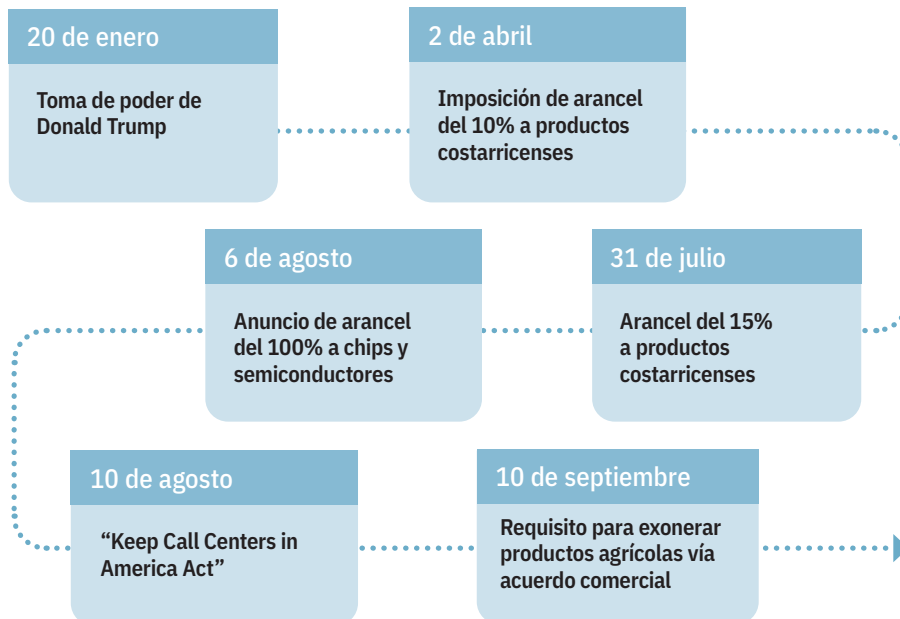 20 de enero
Toma de poder de
Donald Trump
2 de abril
Imposición de arancel
del 10% a productos
costarricenses
31 de julio
Arancel del 15%
a productos
costarricenses
6 de agosto
Anuncio de arancel
del 100% a chips y
semiconductores
10 de agosto
“Keep Call Centers in
America Act”
10 de septiembre
Requisito para exonerar
productos agrícolas vía
acuerdo comercial